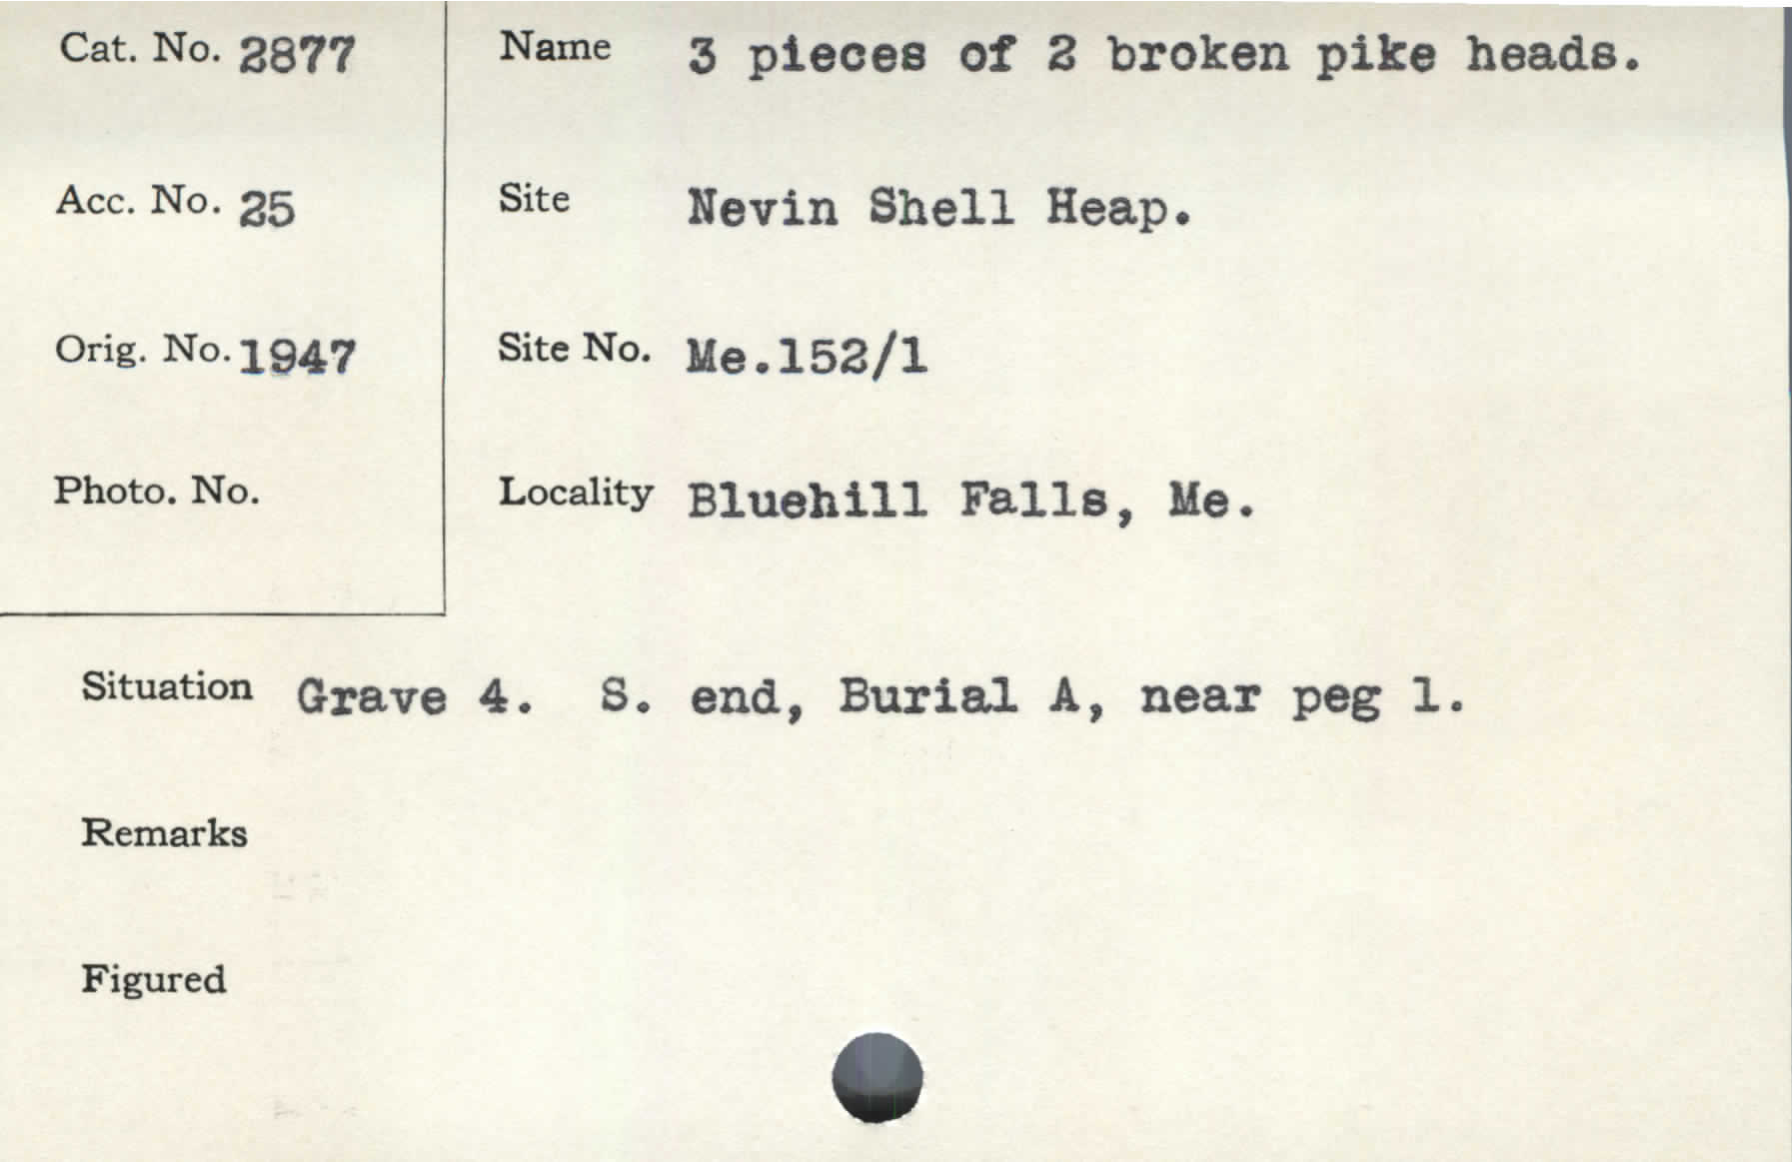 Cat. No. 2877
Name 3 pieces of 2 broken pike heads.
Acc. No. 25
Site Nevin Shell Heap.
Orig. No. 1947
Site No. Me.152/1
Photo. No.
Locality Bluehill Falls, Me.
Situation Grave 4. S. end, Burial A, near peg 1.
Remarks
Figured